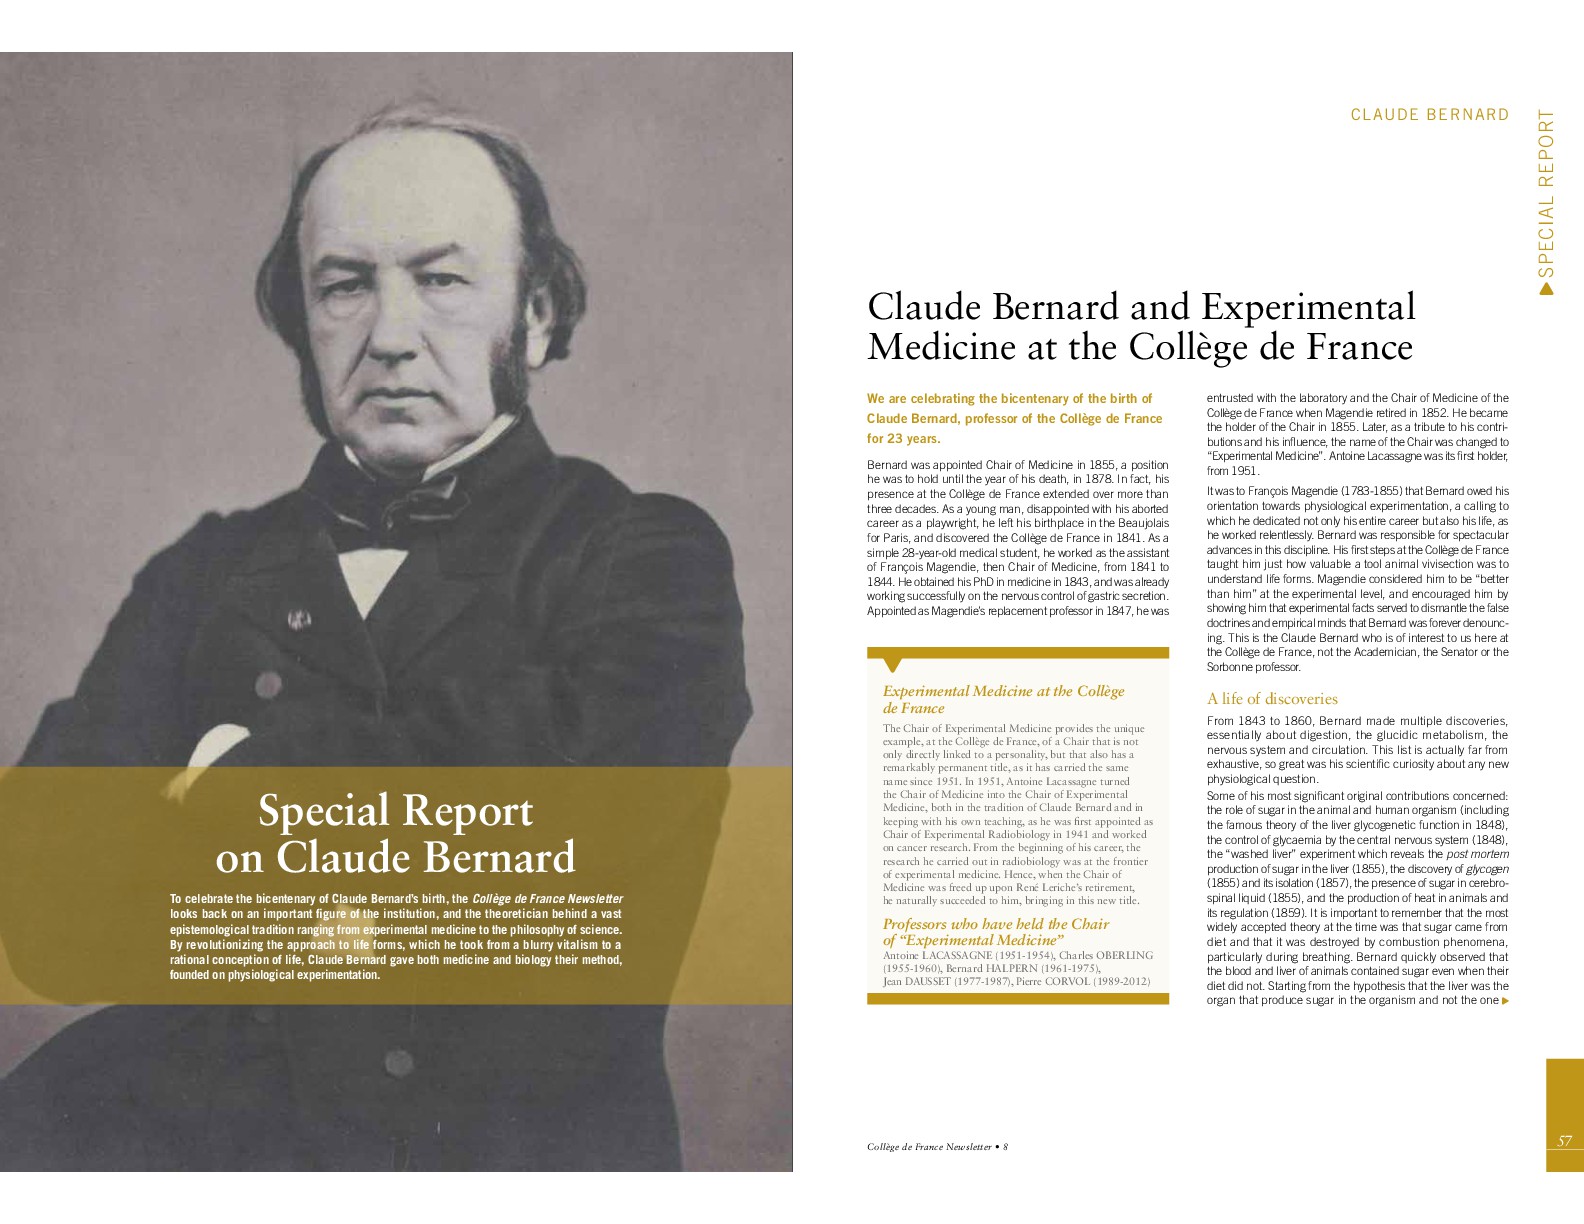 Special Report
on Claude Bernard
To celebrate the bicentenary of Claude Bernard's birth, the Collège de France Newsletter
looks back on an important figure of the institution, and the theoretician behind a vast
epistemological tradition ranging from experimental medicine to the philosophy of science.
By revolutionizing the approach to life forms, which he took from a blurry vitalism to a
rational conception of life, Claude Bernard gave both medicine and biology their method,
founded on physiological experimentation.
CLAUDE BERNARD
SPECIAL REPORT
Claude Bernard and Experimental
Medicine at the Collège de France
We are celebrating the bicentenary of the birth of
Claude Bernard, professor of the Collège de France
for 23 years.
Bernard was appointed Chair of Medicine in 1855, a position
he was to hold until the year of his death, in 1878. In fact, his
presence at the Collège de France extended over more than
three decades. As a young man, disappointed with his aborted
career as a playwright, he left his birthplace in the Beaujolais
for Paris, and discovered the Collège de France in 1841. As a
simple 28-year-old medical student, he worked as the assistant
of François Magendie, then Chair of Medicine, from 1841 to
1844. He obtained his PhD in medicine in 1843, and was already
working successfully on the nervous control of gastric secretion.
Appointed as Magendie's replacement professor in 1847, he was
Experimental Medicine at the Collège
de France
The Chair of Experimental Medicine provides the unique
example, at the Collège de France, of a Chair that is not
only directly linked to a personality, but that also has a
remarkably permanent title, as it has carried the same
name since 1951. In 1951, Antoine Lacassagne turned
the Chair of Medicine into the Chair of Experimental
Medicine, both in the tradition of Claude Bernard and in
keeping with his own teaching, as he was first appointed as
Chair of Experimental Radiobiology in 1941 and worked
on cancer research. From the beginning of his career, the
research he carried out in radiobiology was at the frontier
of experimental medicine. Hence, when the Chair of
Medicine was freed up upon René Leriche's retirement,
he naturally succeeded to him, bringing in this new title.
Professors who have held the Chair
of “Experimental Medicine”
Antoine LACASSAGNE (1951-1954), Charles OBERLING
(1955-1960), Bernard HALPERN (1961-1975),
Jean DAUSSET (1977-1987), Pierre CORVOL (1989-2012)
entrusted with the laboratory and the Chair of Medicine of the
Collège de France when Magendie retired in 1852. He became
the holder of the Chair in 1855. Later, as a tribute to his contri-
butions and his influence, the name of the Chair was changed to
“Experimental Medicine”. Antoine Lacassagne was its first holder,
from 1951.
It was to François Magendie (1783-1855) that Bernard owed his
orientation towards physiological experimentation, a calling to
which he dedicated not only his entire career but also his life, as
he worked relentlessly. Bernard was responsible for spectacular
advances in this discipline. His first steps at the Collège de France
taught him just how valuable a tool animal vivisection was to
understand life forms. Magendie considered him to be “better
than him” at the experimental level, and encouraged him by
showing him that experimental facts served to dismantle the false
doctrines and empirical minds that Bernard was forever denounc-
ing. This is the Claude Bernard who is of interest to us here at
the Collège de France, not the Academician, the Senator or the
Sorbonne professor.
A life of discoveries
From 1843 to 1860, Bernard made multiple discoveries,
essentially about digestion, the glucidic metabolism, the
nervous system and circulation. This list is actually far from
exhaustive, so great was his scientific curiosity about any new
physiological question.
Some of his most significant original contributions concerned:
the role of sugar in the animal and human organism (including
the famous theory of the liver glycogenetic function in 1848),
the control of glycaemia by the central nervous system (1848),
the “washed liver” experiment which reveals the post mortem
production of sugar in the liver (1855), the discovery of glycogen
(1855) and its isolation (1857), the presence of sugar in cerebro-
spinal liquid (1855), and the production of heat in animals and
its regulation (1859). It is important to remember that the most
widely accepted theory at the time was that sugar came from
diet and that it was destroyed by combustion phenomena,
particularly during breathing. Bernard quickly observed that
the blood and liver of animals contained sugar even when their
diet did not. Starting from the hypothesis that the liver was the
organ that produce sugar in the organism and not the one
Collège de France Newsletter • 8
57